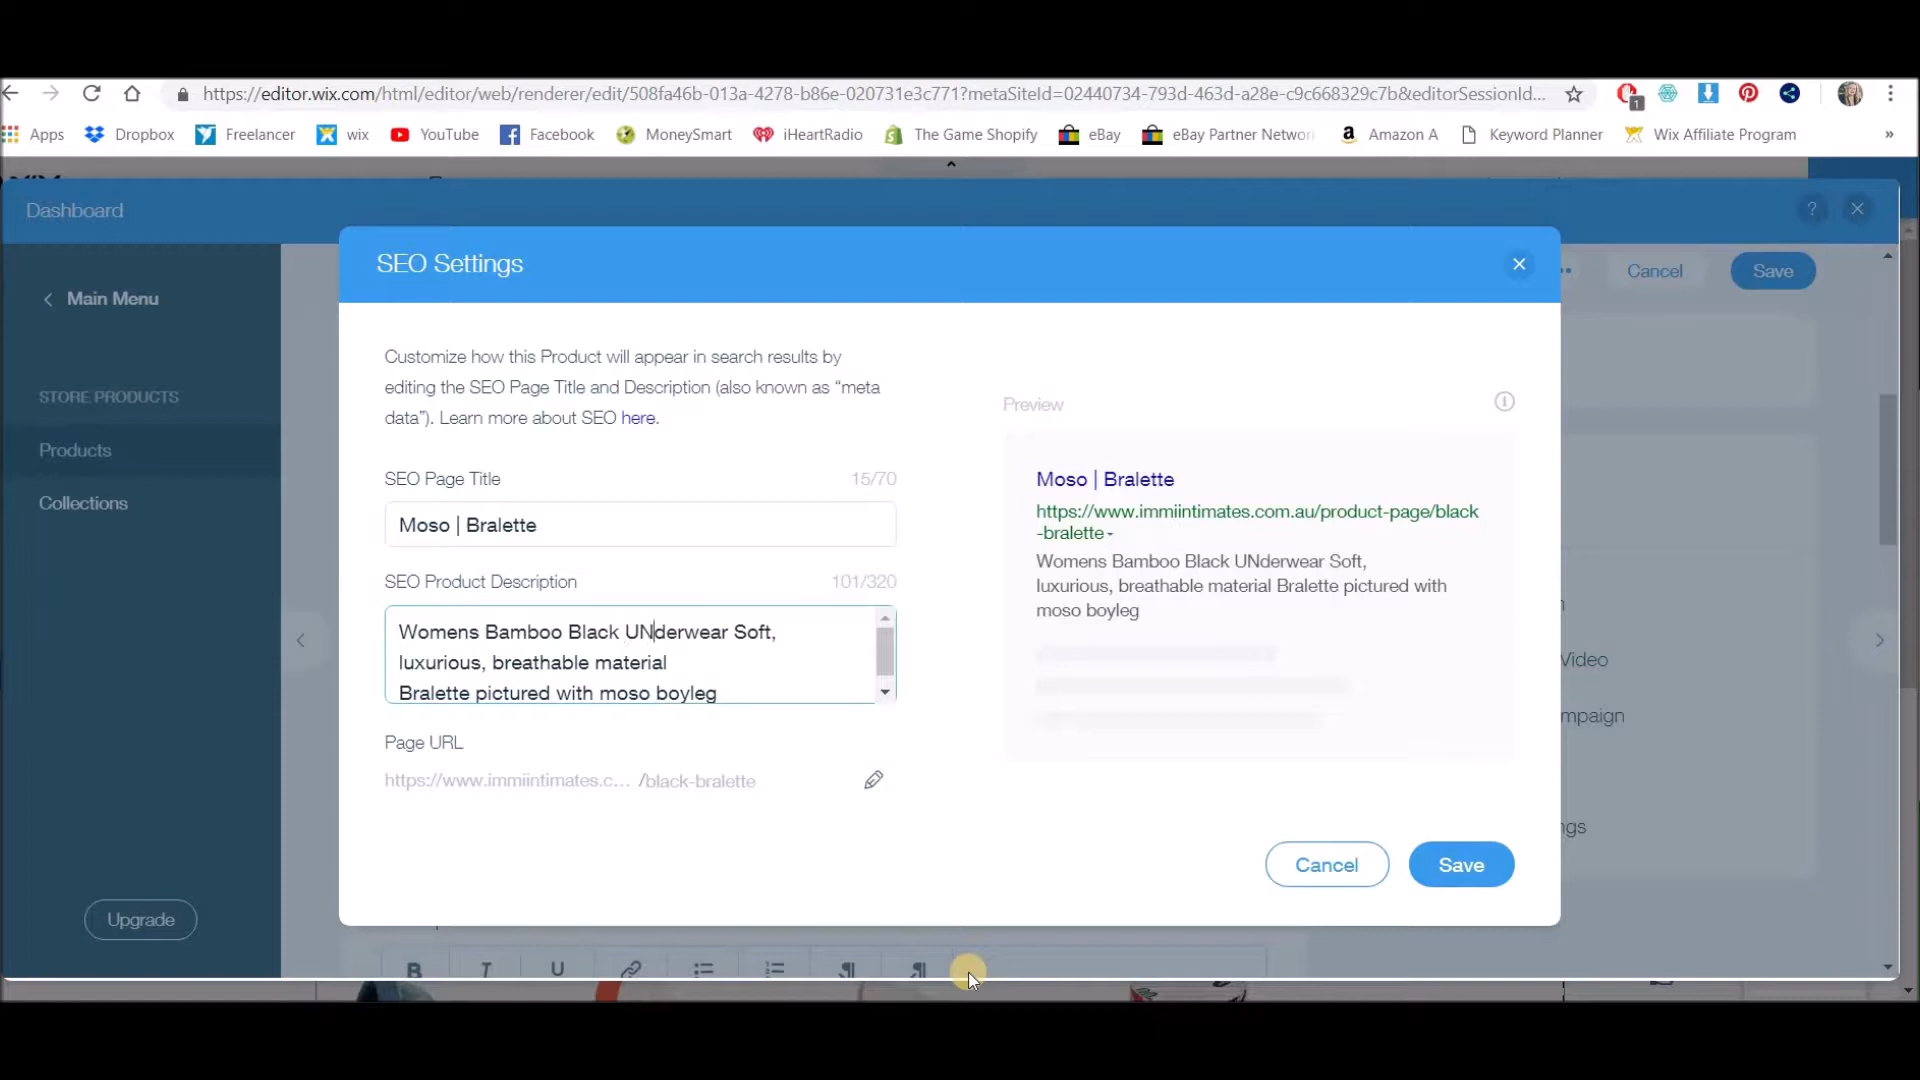 https://editor.wix.com/html/editor/web/renderer/edit/508fa46b-013a-4278-b86e-020731e3c771?metaSiteId=02440734-793d-463d-a28e-c9c668329c7b&editorSessionId...
1
Apps Dropbox Freelancer wix YouTube Facebook MoneySmart iHeartRadio The Game Shopify eBay eBay Partner Networ Amazon A Keyword Planner Wix Affiliate Program »
Dashboard ?
SEO Settings
Cancel Save
Main Menu
STORE PRODUCTS
Products
Collections
Upgrade
Customize how this Product will appear in search results by
editing the SEO Page Title and Description (also known as “meta
data”). Learn more about SEO here.
SEO Page Title 15/70
Moso | Bralette
SEO Product Description 101/320
Womens Bamboo Black UNderwear Soft,
luxurious, breathable material
Bralette pictured with moso boyleg
Page URL
https://www.immiintimates.c... /black-bralette
Preview
Moso | Bralette
https://www.immiintimates.com.au/product-page/black
-bralette
Womens Bamboo Black UNderwear Soft,
luxurious, breathable material Bralette pictured with
moso boyleg
Cancel Save
Video
mpaign
ngs
B I U